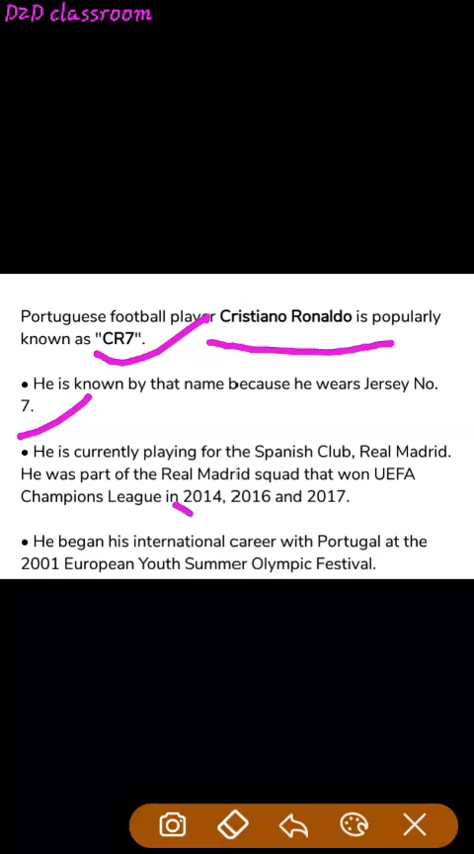 DzD classroom
Portuguese football player Cristiano Ronaldo is popularly
known as "CR7".
• He is known by that name because he wears Jersey No.
7.
• He is currently playing for the Spanish Club, Real Madrid.
He was part of the Real Madrid squad that won UEFA
Champions League in 2014, 2016 and 2017.
• He began his international career with Portugal at the
2001 European Youth Summer Olympic Festival.